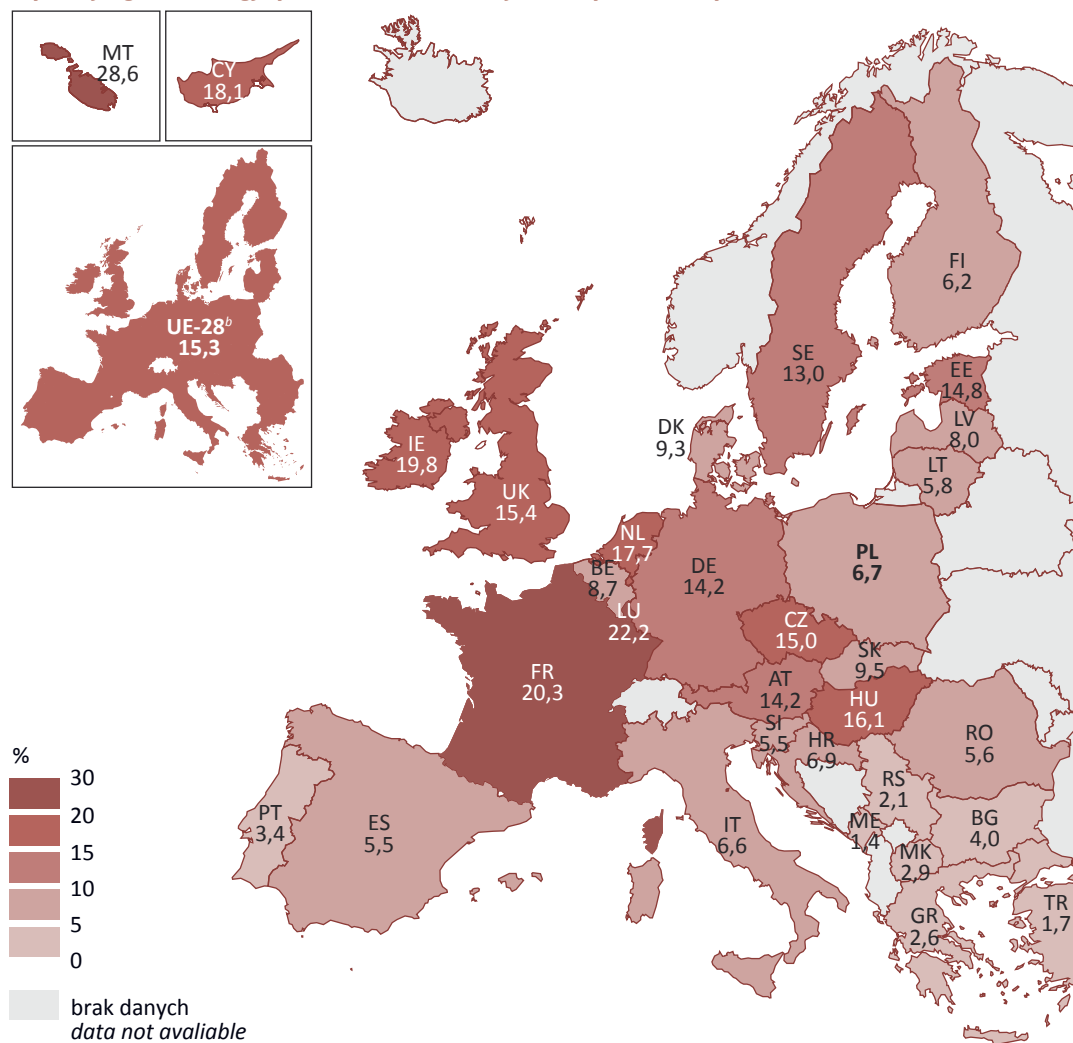 MT
28,6
CY
18,1
UE-28ᵇ
15,3
FI
6,2
SE
13,0
EE
14,8
LV
8,0
LT
5,8
DK
9,3
IE
19,8
UK
15,4
NL
17,7
BE
8,7
LU
22,2
DE
14,2
PL
6,7
CZ
15,0
SK
9,5
AT
14,2
HU
16,1
FR
20,3
SI
5,5
HR
6,9
RO
5,6
RS
2,1
BG
4,0
ME
1,4
MK
2,9
IT
6,6
PT
3,4
ES
5,5
GR
2,6
TR
1,7
%
30
20
15
10
5
0
brak danych
data not avaliable